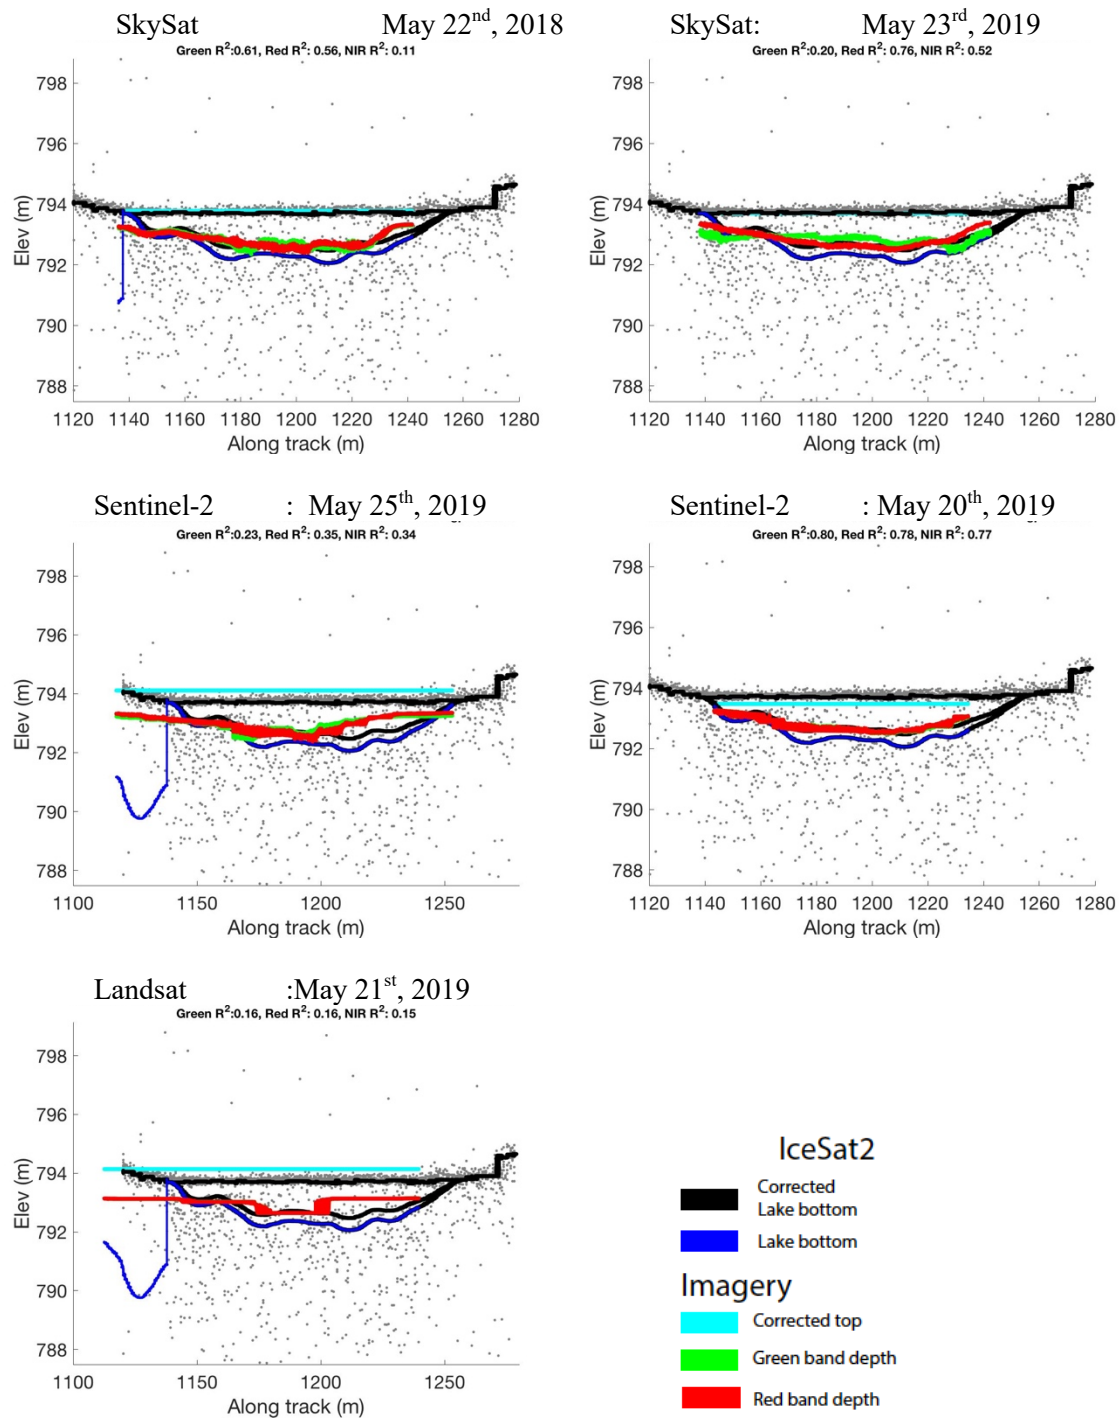 SkySat May 22nd, 2018
Green R2:0.61, Red R2: 0.56, NIR R2: 0.11
798
796
794
792
790
788
Elev (m)
1120 1140 1160 1180 1200 1220 1240 1260 1280
Along track (m)
SkySat: May 23rd, 2019
Green R2:0.20, Red R2: 0.76, NIR R2: 0.52
798
796
794
792
790
788
Elev (m)
1120 1140 1160 1180 1200 1220 1240 1260 1280
Along track (m)
Sentinel-2 : May 25th, 2019
Green R2:0.23, Red R2: 0.35, NIR R2: 0.34
798
796
794
792
790
788
Elev (m)
1100 1150 1200 1250
Along track (m)
Sentinel-2 : May 20th, 2019
Green R2:0.80, Red R2: 0.78, NIR R2: 0.77
798
796
794
792
790
788
Elev (m)
1120 1140 1160 1180 1200 1220 1240 1260 1280
Along track (m)
Landsat :May 21st, 2019
Green R2:0.16, Red R2: 0.16, NIR R2: 0.15
798
796
794
792
790
788
Elev (m)
1100 1150 1200 1250
Along track (m)
IceSat2
Corrected
Lake bottom
Lake bottom
Imagery
Corrected top
Green band depth
Red band depth